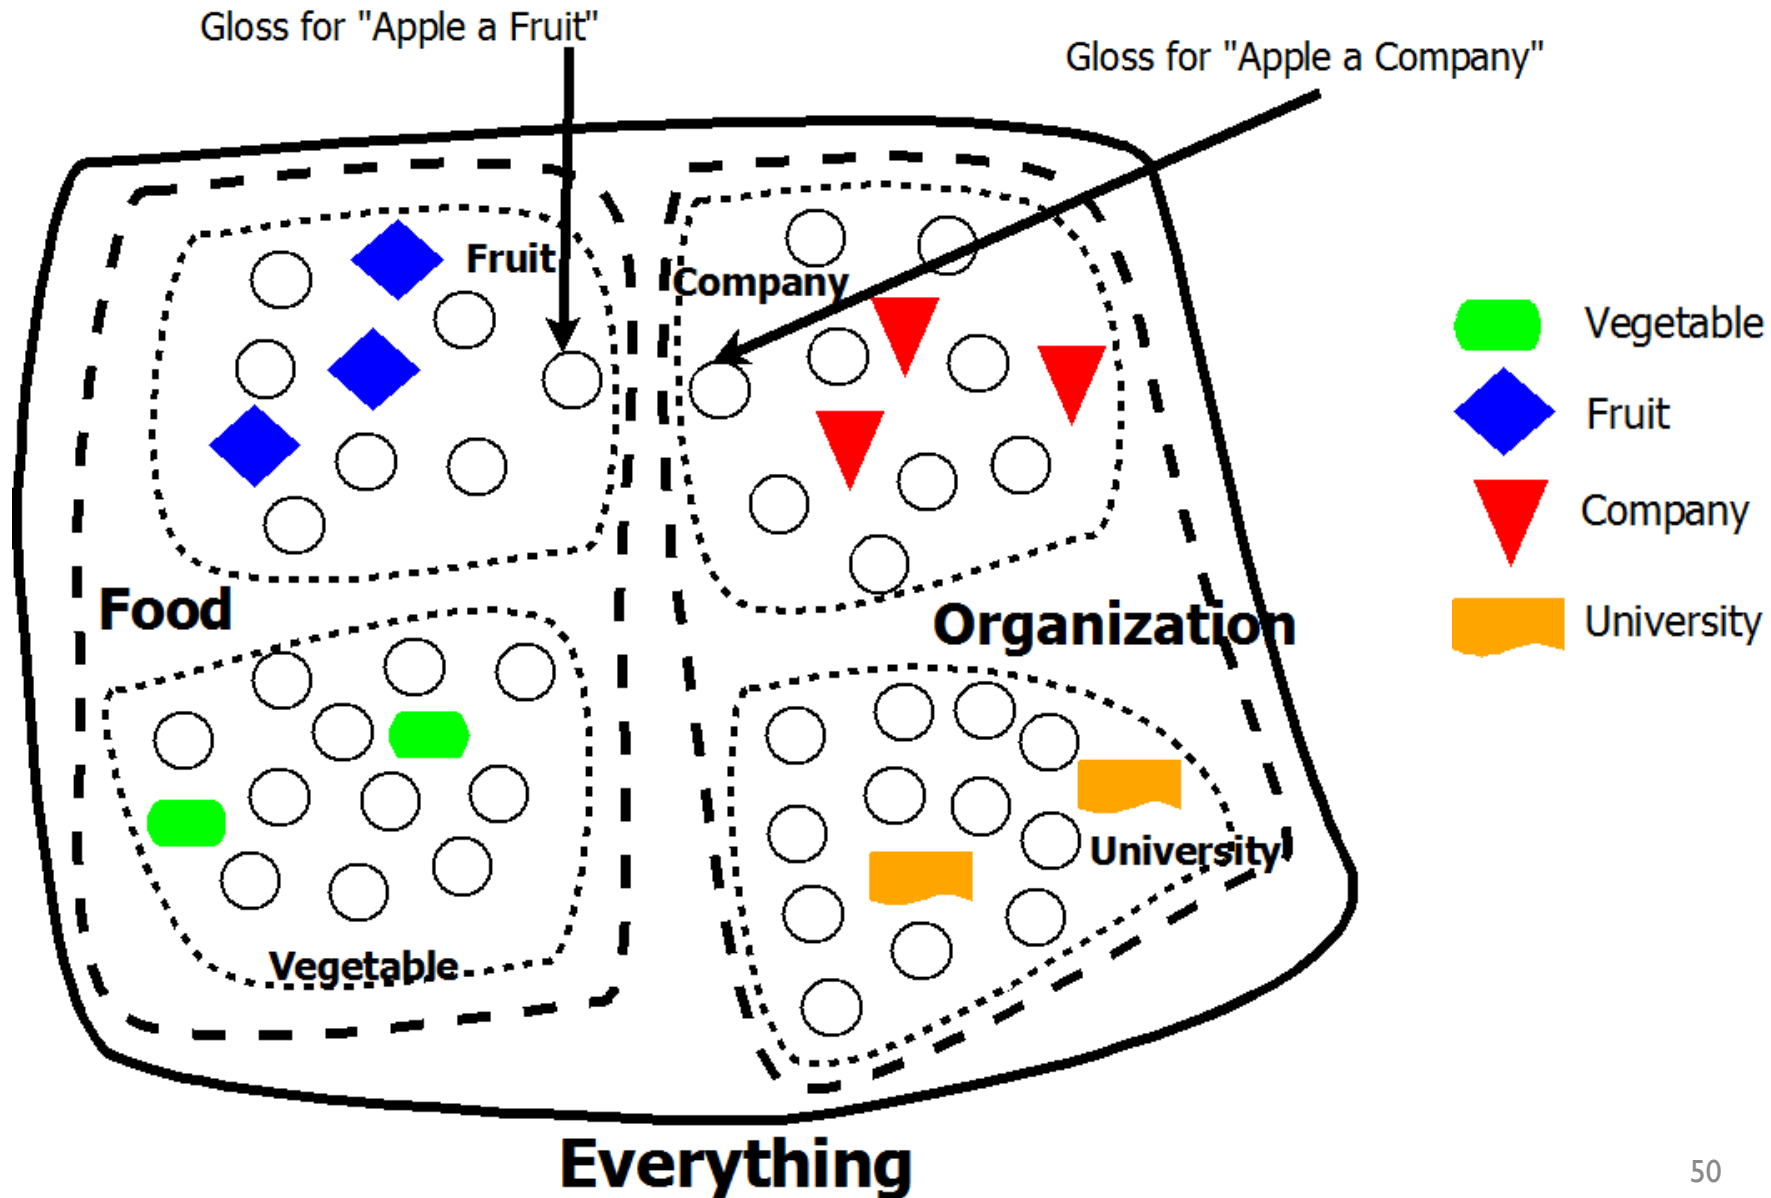 Gloss for "Apple a Fruit"
Gloss for "Apple a Company"
Fruit
Company
Vegetable
Fruit
Company
University
Food
Organization
University
Vegetable
Everything
50